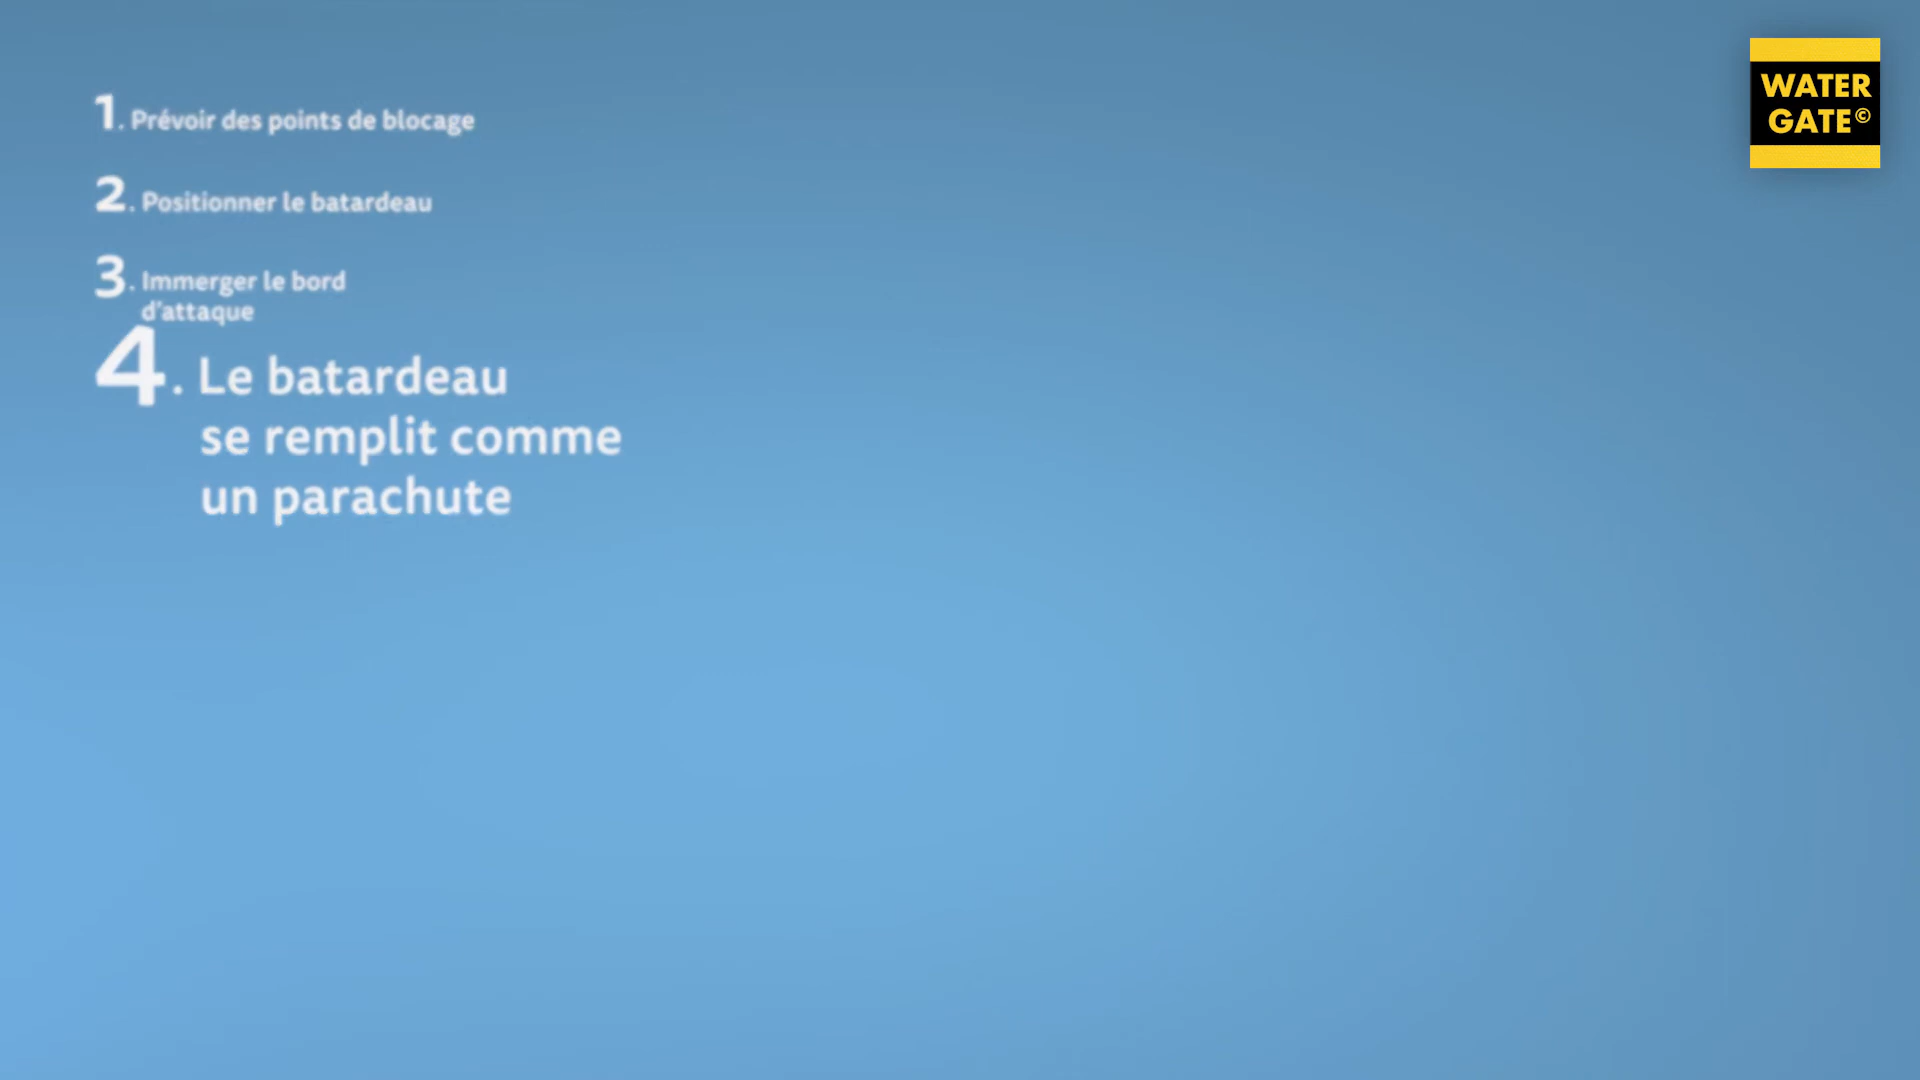 1. Prévoir des points de blocage
2. Positionner le batardeau
3. Immerger le bord
d'attaque
4. Le batardeau
se remplit comme
un parachute
WATER
GATE©